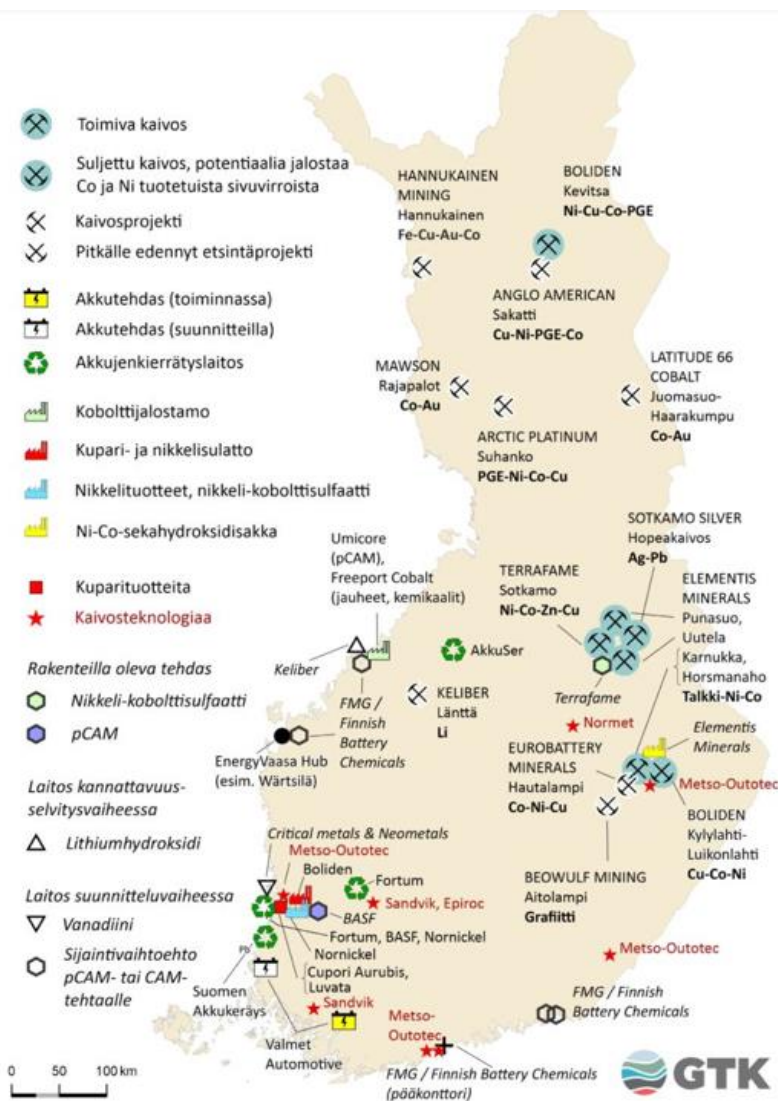 Toimiva kaivos
Suljettu kaivos, potentiaalia jalostaa
Co ja Ni tuotetuista sivuvirroista
Kaivosprojekti
Pitkälle edennyt etsintäprojekti
Akkutehdas (toiminnassa)
Akkutehdas (suunnitteilla)
Akkujenkierrätyslaitos
Kobolttijalostamo
Kupari- ja nikkelisulatto
Nikkelituotteet, nikkeli-kobolttisulfaatti
Ni-Co-sekahydroksidisakka
Kuparituotteita
Kaivosteknologiaa
Rakenteilla oleva tehdas
Nikkeli-kobolttisulfaatti
pCAM
Laitos kannattavuus-
selvitysvaiheessa
Lithiumhydroksidi
Laitos suunnitteluvaiheessa
Vanadiini
Sijaintivaihtoehto
pCAM- tai CAM-
tehtaalle
0 50 100 km
HANNUKAINEN
MINING
Hannukainen
Fe-Cu-Au-Co
BOLIDEN
Kevitsa
Ni-Cu-Co-PGE
ANGLO AMERICAN
Sakatti
Cu-Ni-PGE-Co
MAWSON
Rajapalot
Co-Au
LATITUDE 66
COBALT
Juomasuo-
Haarakumpu
Co-Au
ARCTIC PLATINUM
Suhanko
PGE-Ni-Co-Cu
SOTKAMO SILVER
Hopeakaivos
Ag-Pb
Umicore
(pCAM),
Freeport Cobalt
(jauheet, kemikaalit)
TERRAFAME
Sotkamo
Ni-Co-Zn-Cu
ELEMENTIS
MINERALS
Punasuo,
Uutela
Karnukka,
Horsmanaho
Talkki-Ni-Co
Keliber
AkkuSer
FMG /
Finnish
Battery
Chemicals
KELIBER
Länttä
Li
Terrafame
Normet
EnergyVaasa Hub
(esim. Wärtsilä)
EUROBATTERY
MINERALS
Hautalampi
Co-Ni-Cu
Elementis
Minerals
Metso-Outotec
BOLIDEN
Kylylahti-
Luikonlahti
Cu-Co-Ni
BEOWULF MINING
Aitolampi
Grafiitti
Critical metals & Neometals
Metso-Outotec
Boliden
Fortum
Sandvik, Epiroc
BASF
Fortum, BASF, Nornickel
Nornickel
Cupori Aurubis,
Luvata
Pb
Suomen
Akkukeräys
Sandvik
Valmet
Automotive
Metso-
Outotec
Metso-Outotec
FMG / Finnish
Battery Chemicals
FMG / Finnish Battery Chemicals
(pääkonttori)
GTK